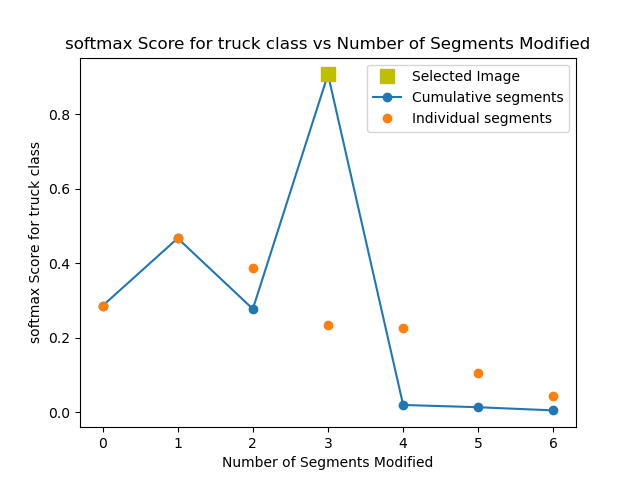 softmax Score for truck class vs Number of Segments Modified
Selected Image
Cumulative segments
Individual segments
softmax Score for truck class
0.8
0.6
0.4
0.2
0.0
0 1 2 3 4 5 6
Number of Segments Modified